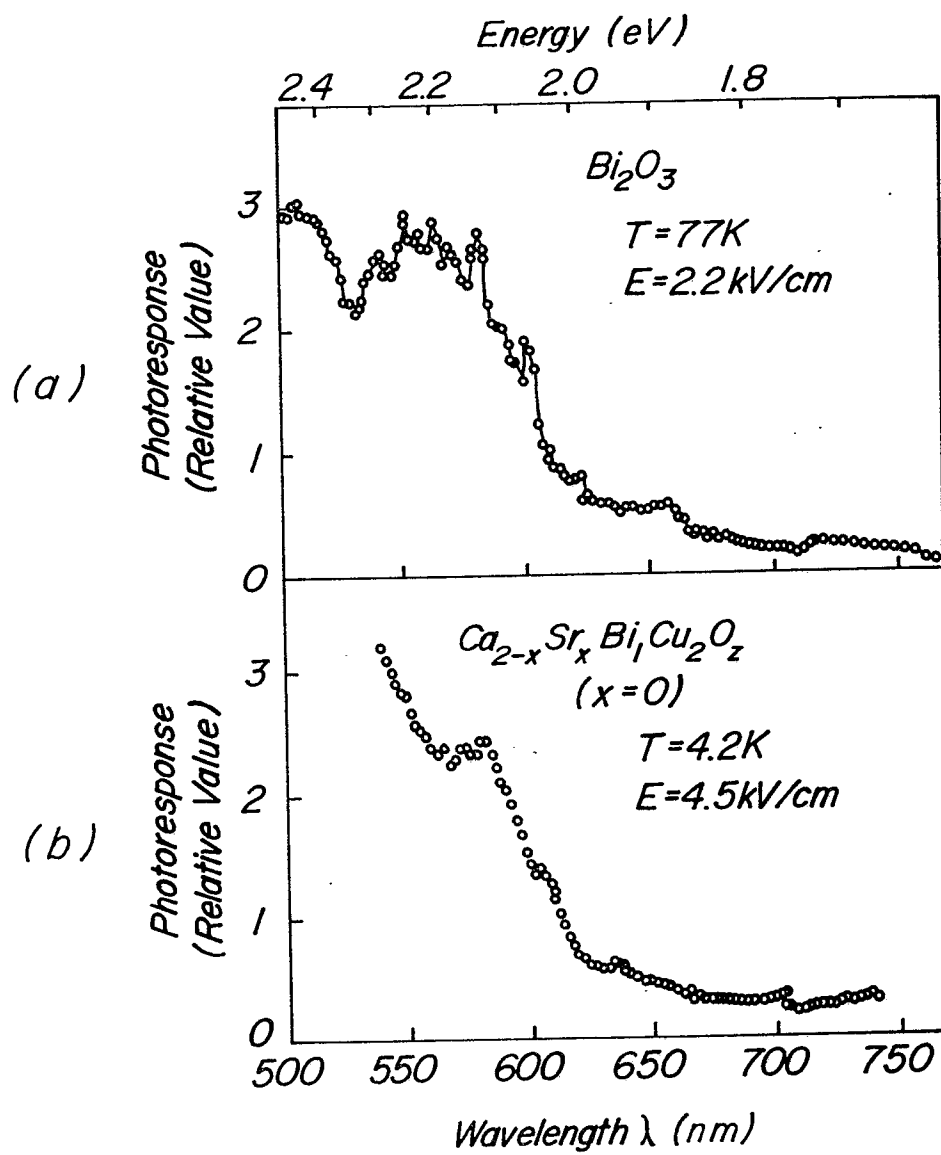 Energy (eV)
2.4 2.2 2.0 1.8
Bi₂O₃
T=77K
E=2.2kV/cm
3
2
1
0
Photoresponse
(Relative Value)
(a)
Ca₂₋ₓSrₓBi₁Cu₂O_z
(x=0)
T=4.2K
E=4.5kV/cm
3
2
1
0
Photoresponse
(Relative Value)
(b)
500 550 600 650 700 750
Wavelength λ (nm)